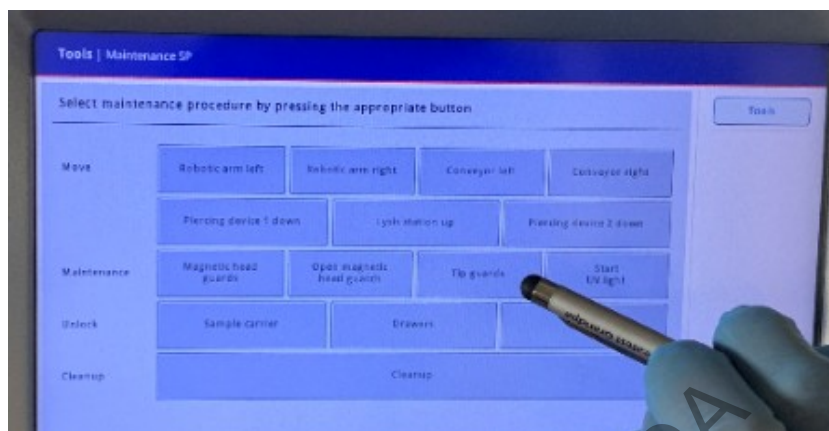 Tools | Maintenance SP
Select maintenance procedure by pressing the appropriate button
Tools
Move
Robotic arm left
Robotic arm right
Conveyor left
Conveyor right
Piercing device 1 down
Lysis station up
Piercing device 2 down
Maintenance
Magnetic head
guards
Open magnetic
head guards
Tip guards
Start
UV light
Unlock
Sample carrier
Drawers
Cleanup
Cleanup